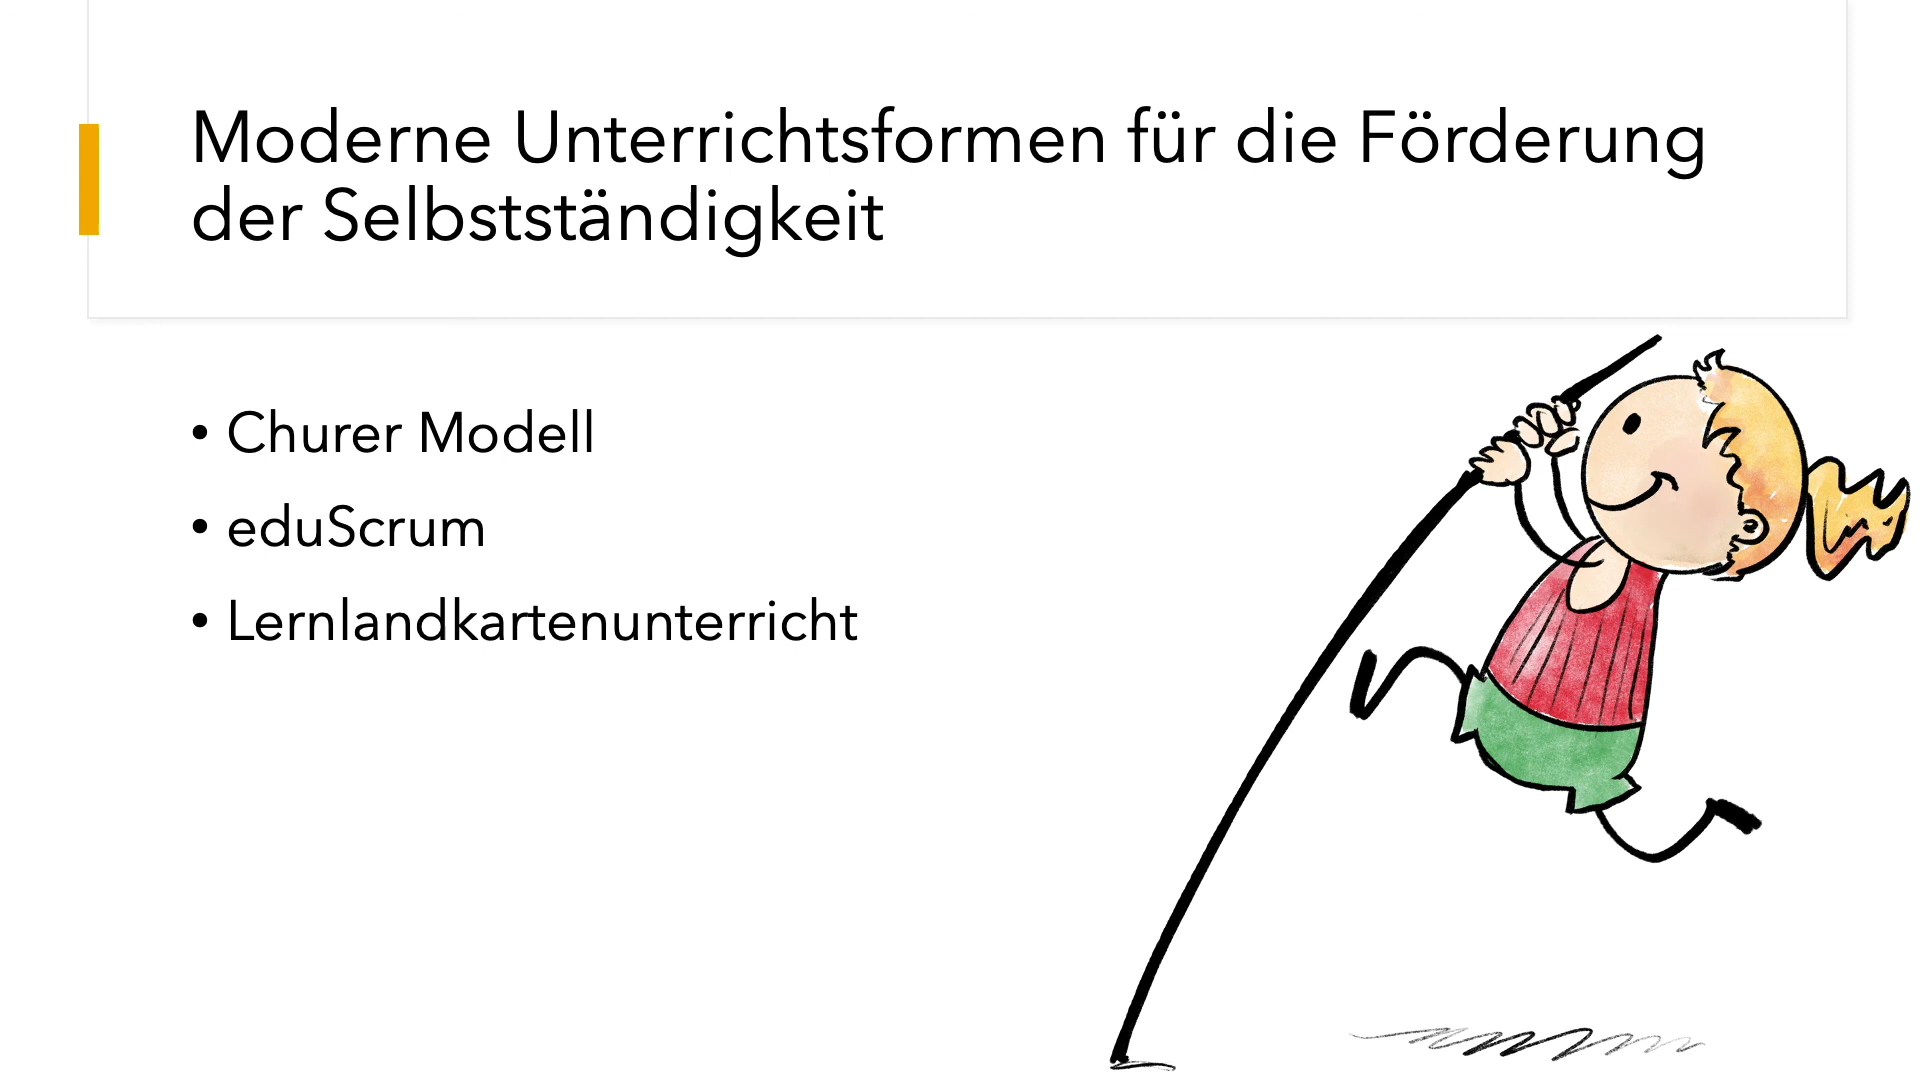 Moderne Unterrichtsformen für die Förderung
der Selbstständigkeit
• Churer Modell
• eduScrum
• Lernlandkartenunterricht